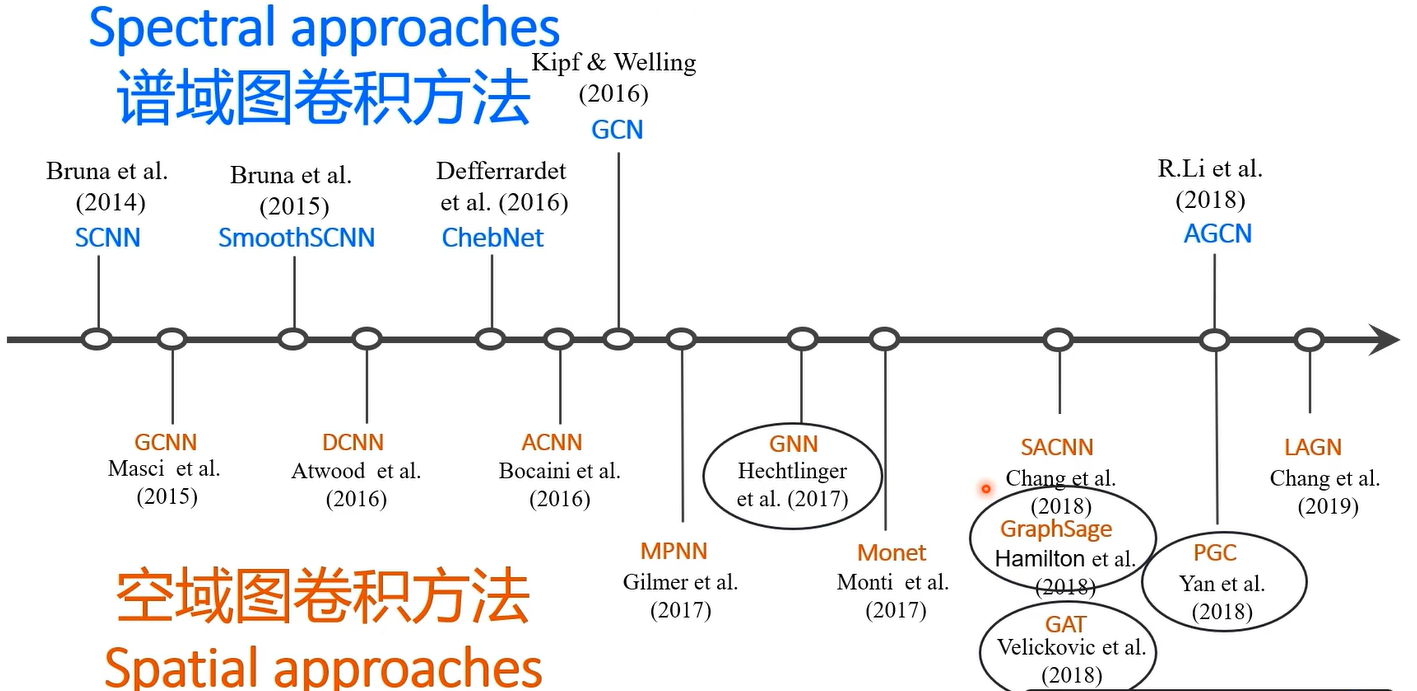 Spectral approaches
谱域图卷积方法
Kipf & Welling
(2016)
GCN
Bruna et al.
(2014)
SCNN
Bruna et al.
(2015)
SmoothSCNN
Defferrardet
et al. (2016)
ChebNet
R.Li et al.
(2018)
AGCN
GCNN
Masci et al.
(2015)
DCNN
Atwood et al.
(2016)
ACNN
Bocaini et al.
(2016)
MPNN
Gilmer et al.
(2017)
GNN
Hechtlinger
et al. (2017)
Monet
Monti et al.
(2017)
SACNN
Chang et al.
(2018)
GraphSage
Hamilton et al.
(2018)
GAT
Velickovic et al.
(2018)
PGC
Yan et al.
(2018)
LAGN
Chang et al.
(2019)
空域图卷积方法
Spatial approaches